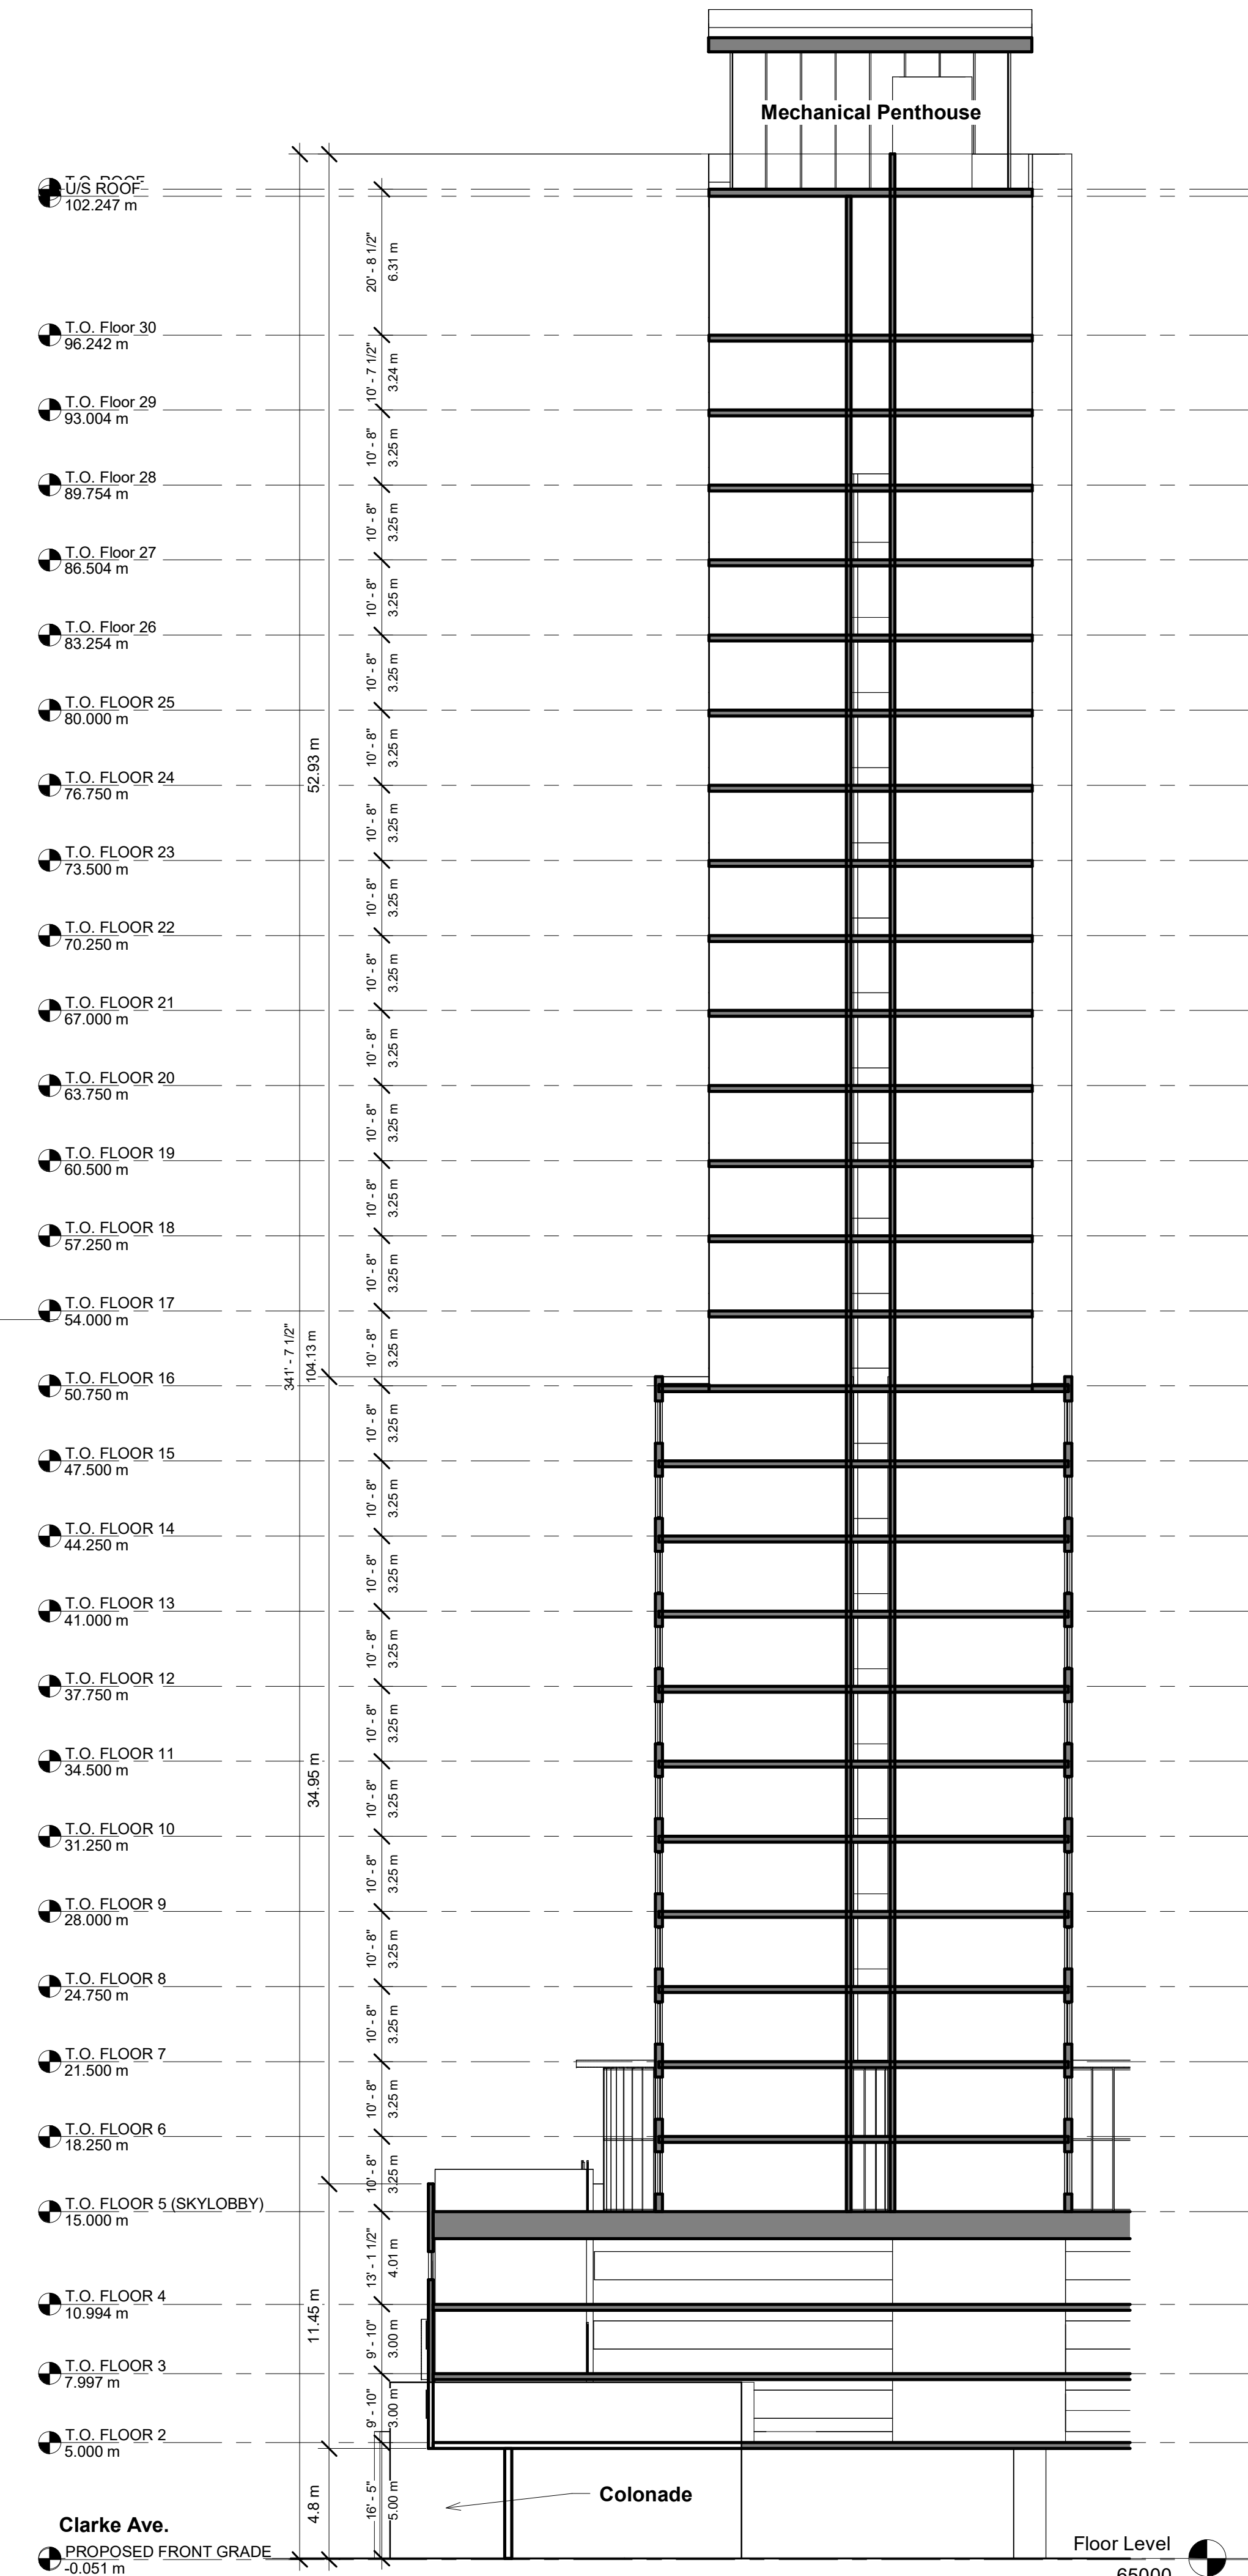 Mechanical Penthouse
T.O. ROOF
U/S ROOF
102.247 m
20' - 8 1/2"
6.31 m
T.O. Floor 30
96.242 m
10' - 7 1/2"
3.24 m
T.O. Floor 29
93.004 m
10' - 8"
3.25 m
T.O. Floor 28
89.754 m
10' - 8"
3.25 m
T.O. Floor 27
86.504 m
10' - 8"
3.25 m
T.O. Floor 26
83.254 m
10' - 8"
3.25 m
T.O. FLOOR 25
80.000 m
10' - 8"
3.25 m
52.93 m
T.O. FLOOR 24
76.750 m
10' - 8"
3.25 m
T.O. FLOOR 23
73.500 m
10' - 8"
3.25 m
T.O. FLOOR 22
70.250 m
10' - 8"
3.25 m
T.O. FLOOR 21
67.000 m
10' - 8"
3.25 m
T.O. FLOOR 20
63.750 m
10' - 8"
3.25 m
T.O. FLOOR 19
60.500 m
10' - 8"
3.25 m
T.O. FLOOR 18
57.250 m
10' - 8"
3.25 m
T.O. FLOOR 17
54.000 m
341' - 7 1/2"
104.13 m
10' - 8"
3.25 m
T.O. FLOOR 16
50.750 m
10' - 8"
3.25 m
T.O. FLOOR 15
47.500 m
10' - 8"
3.25 m
T.O. FLOOR 14
44.250 m
10' - 8"
3.25 m
T.O. FLOOR 13
41.000 m
10' - 8"
3.25 m
T.O. FLOOR 12
37.750 m
10' - 8"
3.25 m
T.O. FLOOR 11
34.500 m
34.95 m
10' - 8"
3.25 m
T.O. FLOOR 10
31.250 m
10' - 8"
3.25 m
T.O. FLOOR 9
28.000 m
10' - 8"
3.25 m
T.O. FLOOR 8
24.750 m
10' - 8"
3.25 m
T.O. FLOOR 7
21.500 m
10' - 8"
3.25 m
T.O. FLOOR 6
18.250 m
10' - 8"
3.25 m
T.O. FLOOR 5 (SKYLOBBY)
15.000 m
13' - 1 1/2"
4.01 m
T.O. FLOOR 4
10.994 m
11.45 m
9' - 10"
3.00 m
T.O. FLOOR 3
7.997 m
9' - 10"
3.00 m
T.O. FLOOR 2
5.000 m
4.8 m
16' - 5"
5.00 m
Colonade
Clarke Ave.
PROPOSED FRONT GRADE
-0.051 m
Floor Level
65000